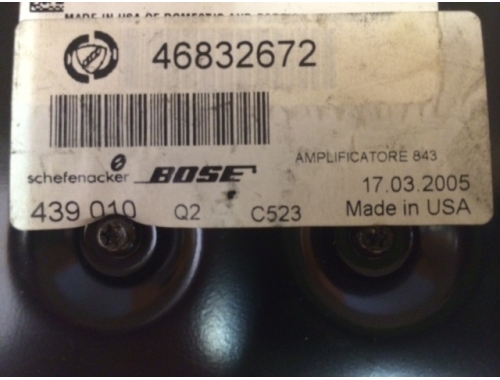 MADE IN USA OF DOMESTIC AND
46832672
schefenacker BOSE AMPLIFICATORE 843
17.03.2005
439 010 Q2 C523 Made in USA